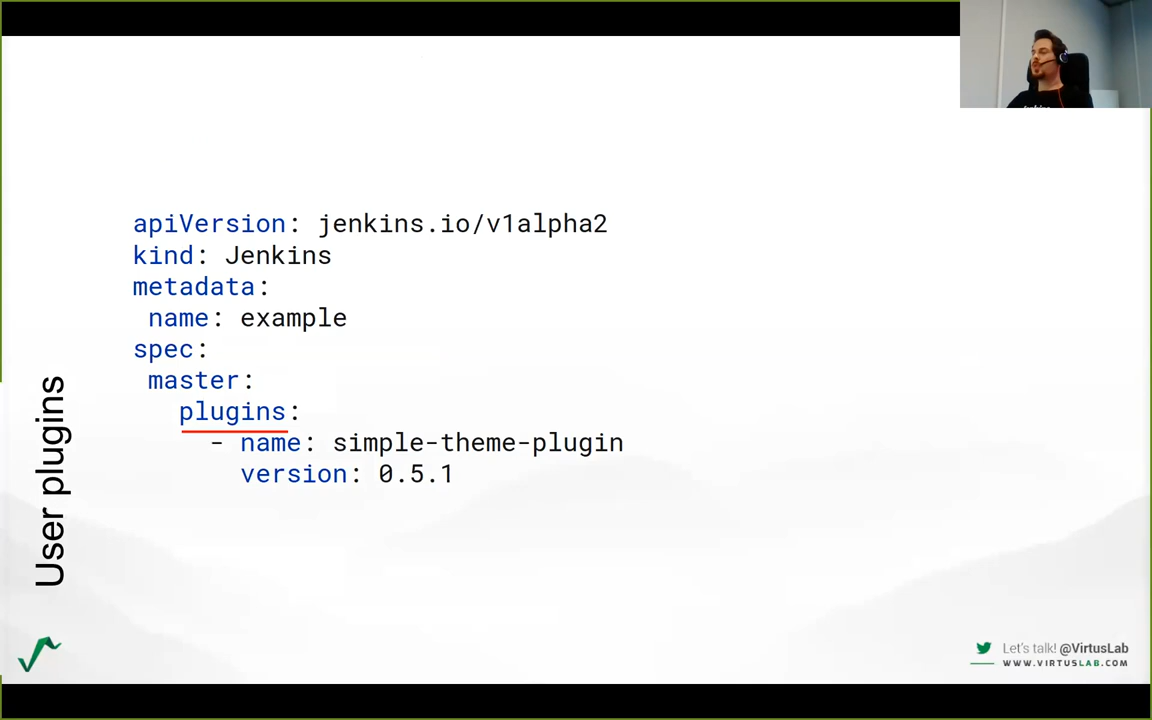 apiVersion: jenkins.io/v1alpha2
kind: Jenkins
metadata:
 name: example
spec:
 master:
   plugins:
     - name: simple-theme-plugin
       version: 0.5.1
User plugins
Let's talk! @VirtusLab
WWW.VIRTUSLAB.COM